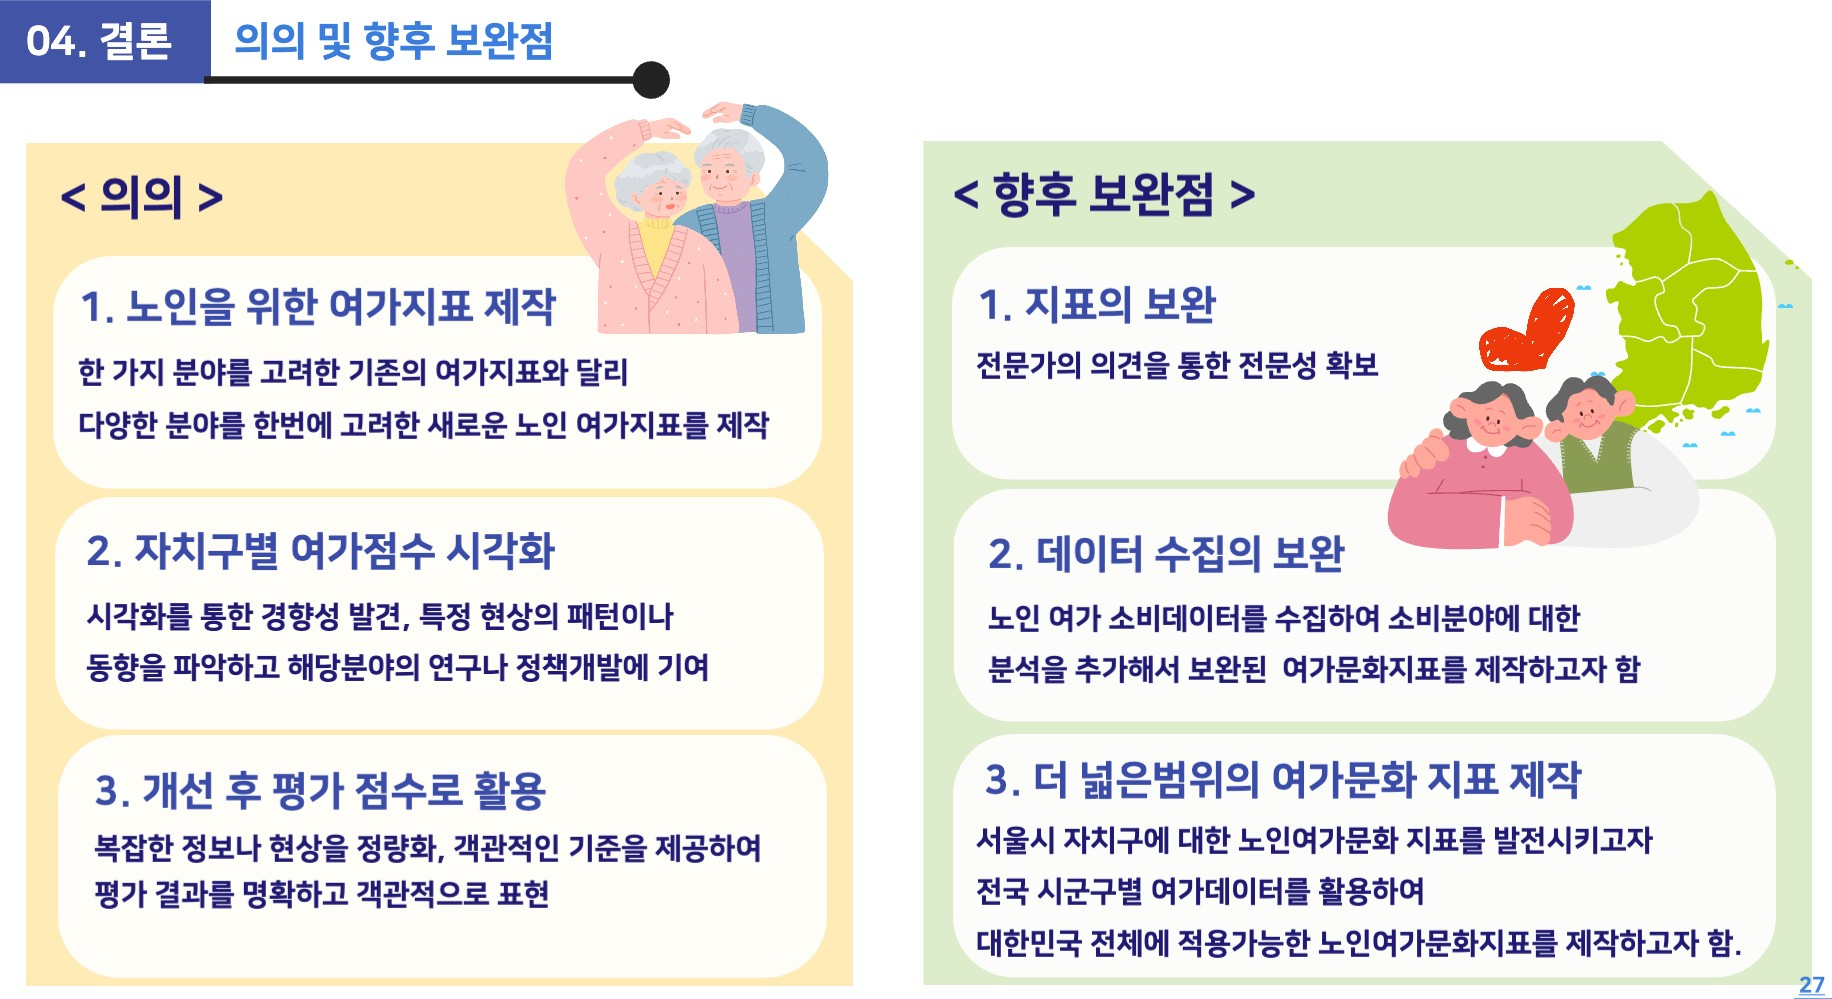 04. 결론
의의 및 향후 보완점
< 의의 >
1. 노인을 위한 여가지표 제작
한 가지 분야를 고려한 기존의 여가지표와 달리
다양한 분야를 한번에 고려한 새로운 노인 여가지표를 제작
2. 자치구별 여가점수 시각화
시각화를 통한 경향성 발견, 특정 현상의 패턴이나
동향을 파악하고 해당분야의 연구나 정책개발에 기여
3. 개선 후 평가 점수로 활용
복잡한 정보나 현상을 정량화, 객관적인 기준을 제공하여
평가 결과를 명확하고 객관적으로 표현
< 향후 보완점 >
1. 지표의 보완
전문가의 의견을 통한 전문성 확보
2. 데이터 수집의 보완
노인 여가 소비데이터를 수집하여 소비분야에 대한
분석을 추가해서 보완된 여가문화지표를 제작하고자 함
3. 더 넓은범위의 여가문화 지표 제작
서울시 자치구에 대한 노인여가문화 지표를 발전시키고자
전국 시군구별 여가데이터를 활용하여
대한민국 전체에 적용가능한 노인여가문화지표를 제작하고자 함.
27